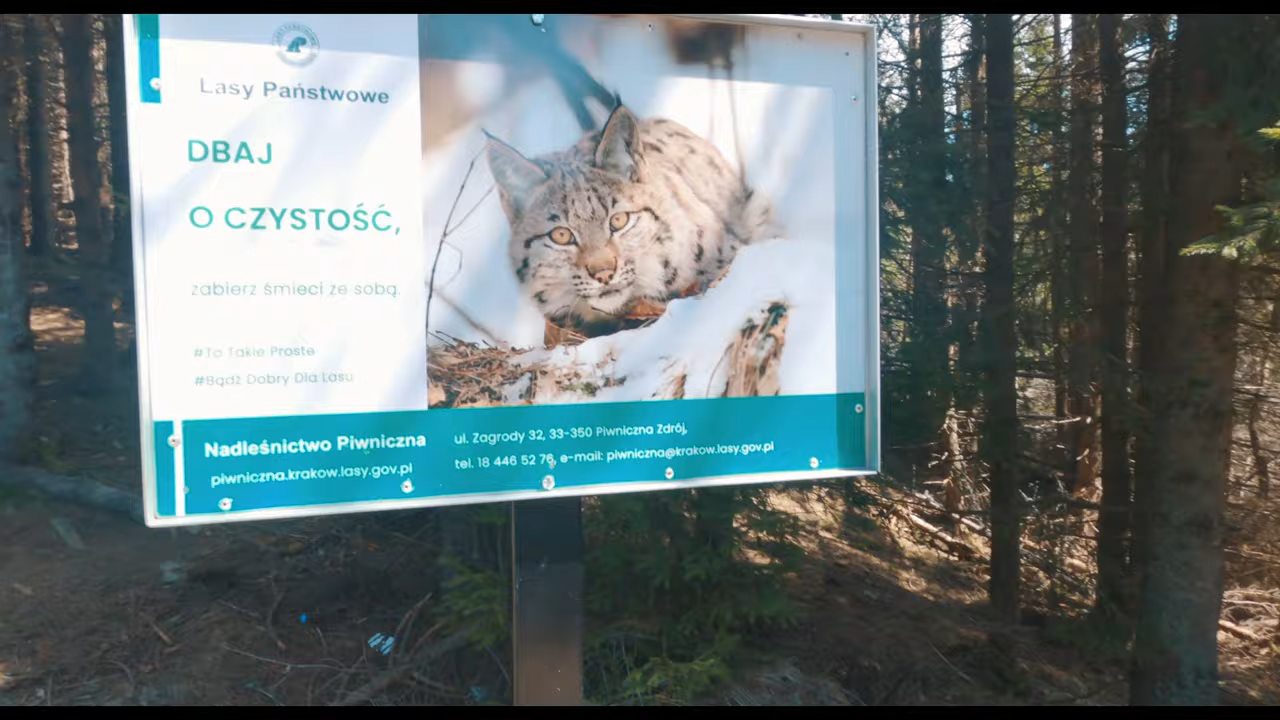 Lasy Państwowe
DBAJ
O CZYSTOŚĆ,
zabierz śmieci ze sobą.
#To Takie Proste
#Bądź Dobry Dla Lasu
Nadleśnictwo Piwniczna
piwniczna.krakow.lasy.gov.pl
ul. Zagrody 32, 33-350 Piwniczna Zdrój,
tel. 18 446 52 76, e-mail: piwniczna@krakow.lasy.gov.pl